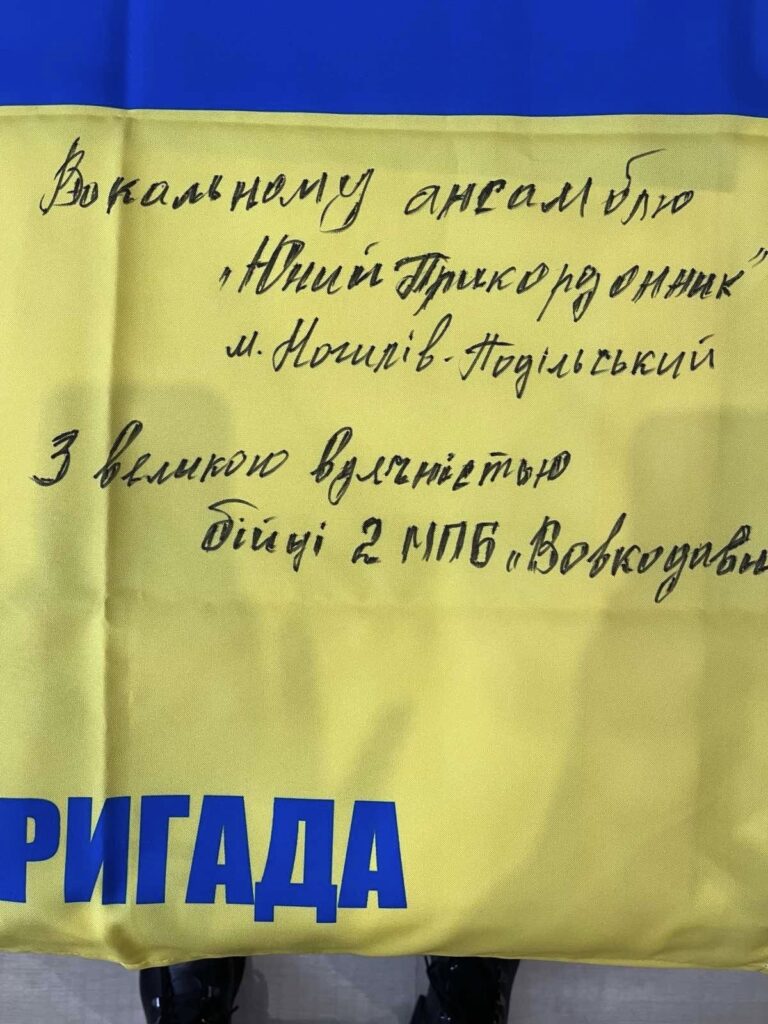 Вокальному ансамблю
„Юний Прикордонник"
м. Могилів-Подільський
З великою вдячністю
бійці 2 МПБ „Вовкодави
РИГАДА